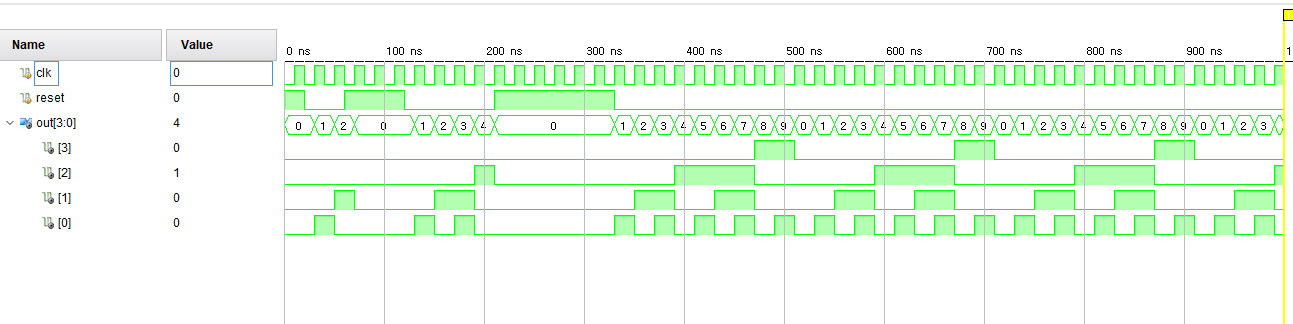 Name Value
0 ns 100 ns 200 ns 300 ns 400 ns 500 ns 600 ns 700 ns 800 ns 900 ns 1
clk 0
reset 0
out[3:0] 4 0 1 2 0 1 2 3 4 0 1 2 3 4 5 6 7 8 9 0 1 2 3 4 5 6 7 8 9 0 1 2 3 4 5 6 7 8 9 0 1 2 3
[3] 0
[2] 1
[1] 0
[0] 0